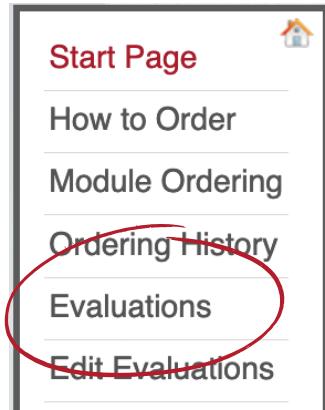 Start Page
How to Order
Module Ordering
Ordering History
Evaluations
Edit Evaluations